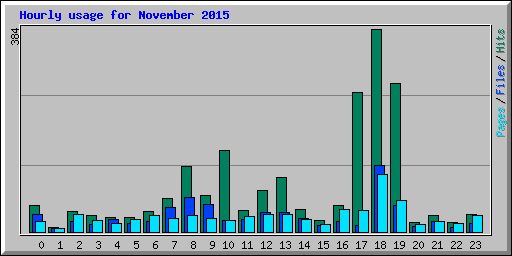 Hourly usage for November 2015
384
Pages/Files/Hits
0 1 2 3 4 5 6 7 8 9 10 11 12 13 14 15 16 17 18 19 20 21 22 23